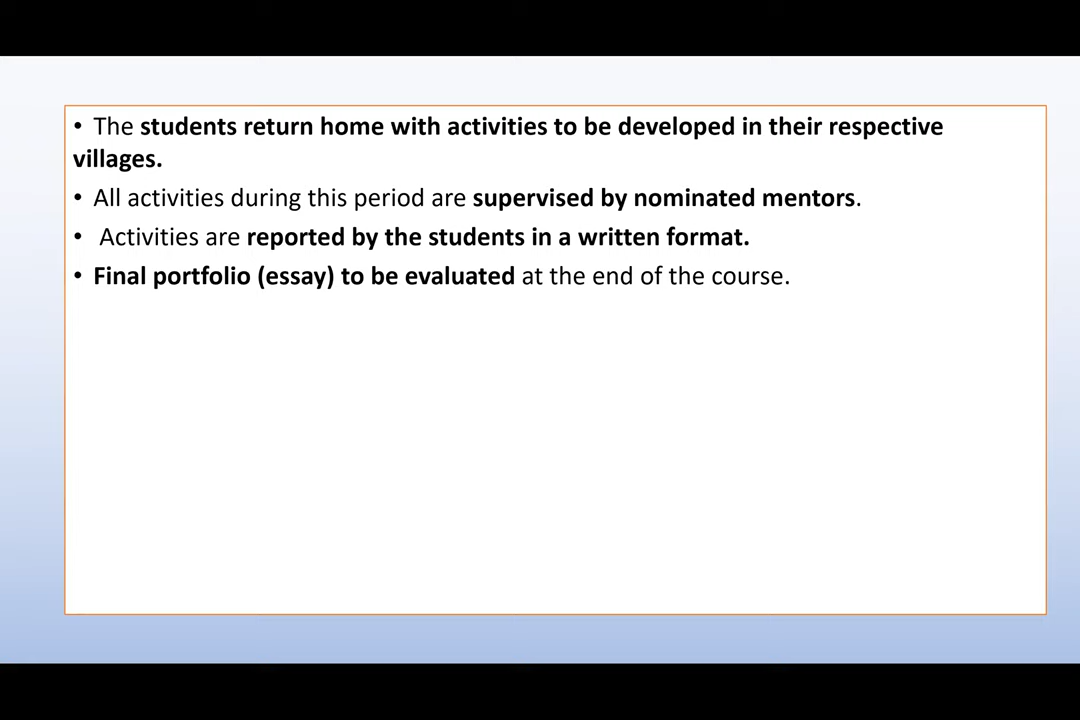 • The students return home with activities to be developed in their respective
villages.
• All activities during this period are supervised by nominated mentors.
• Activities are reported by the students in a written format.
• Final portfolio (essay) to be evaluated at the end of the course.